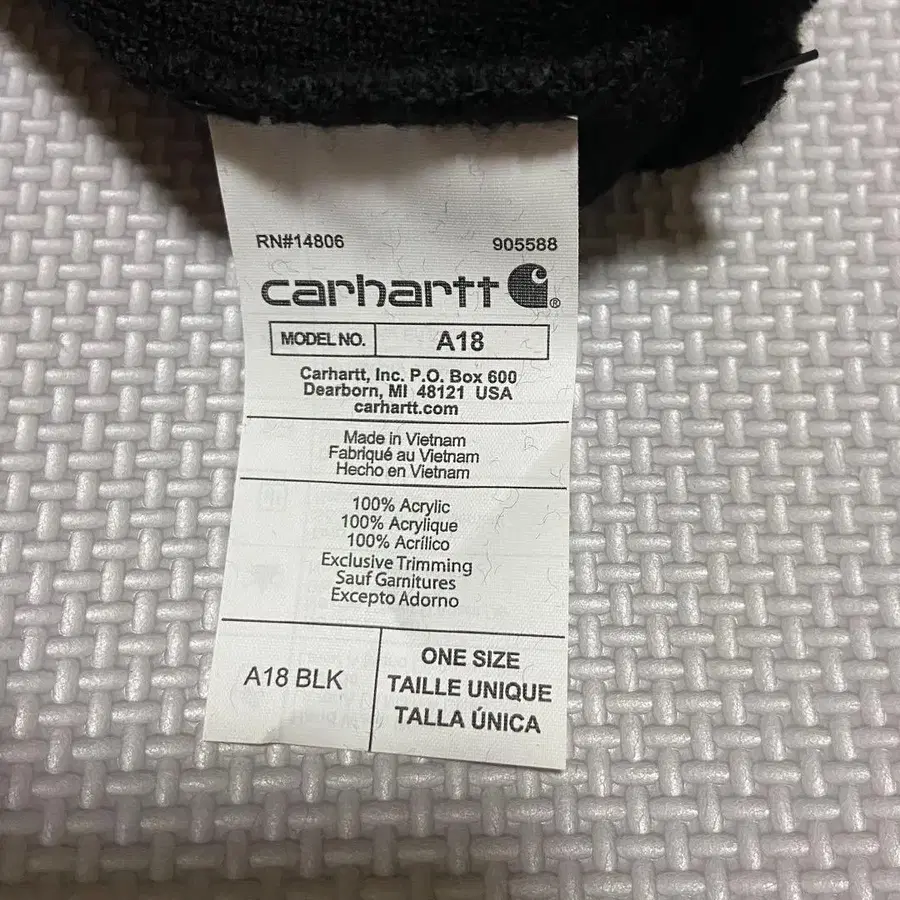 RN#14806 905588
carhartt ®
MODEL NO. A18
Carhartt, Inc. P.O. Box 600
Dearborn, MI 48121 USA
carhartt.com
Made in Vietnam
Fabriqué au Vietnam
Hecho en Vietnam
100% Acrylic
100% Acrylique
100% Acrílico
Exclusive Trimming
Sauf Garnitures
Excepto Adorno
A18 BLK
ONE SIZE
TAILLE UNIQUE
TALLA ÚNICA